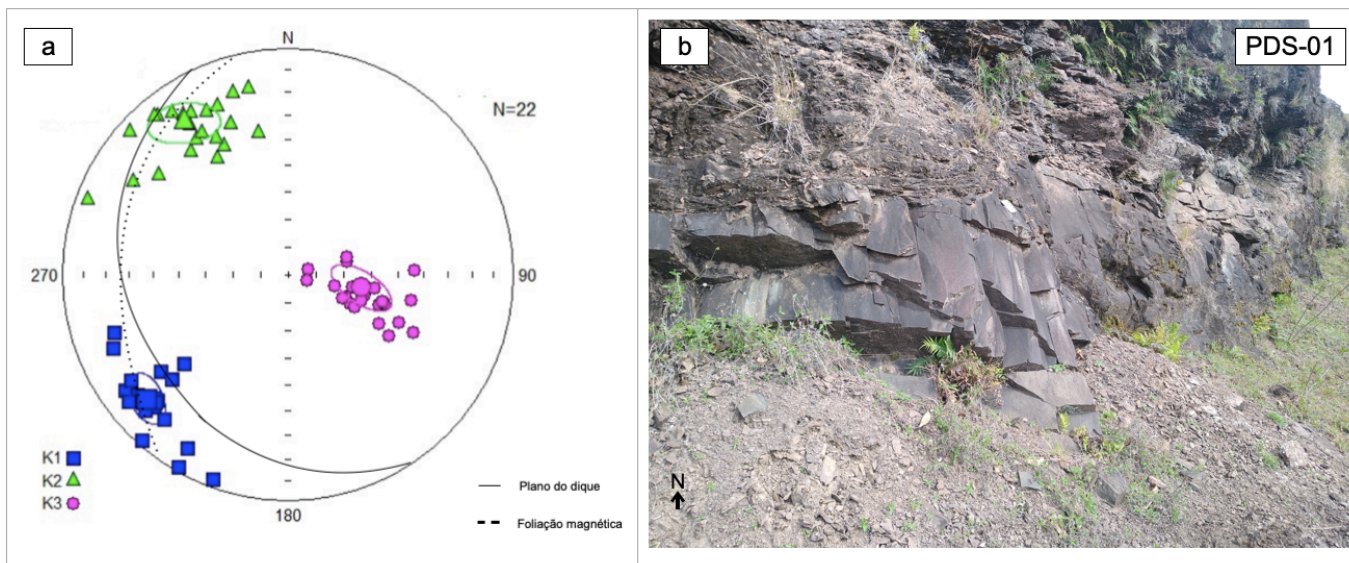 a
N
N=22
270
90
K1
K2
K3
180
Plano do dique
Foliação magnética
b
PDS-01
N